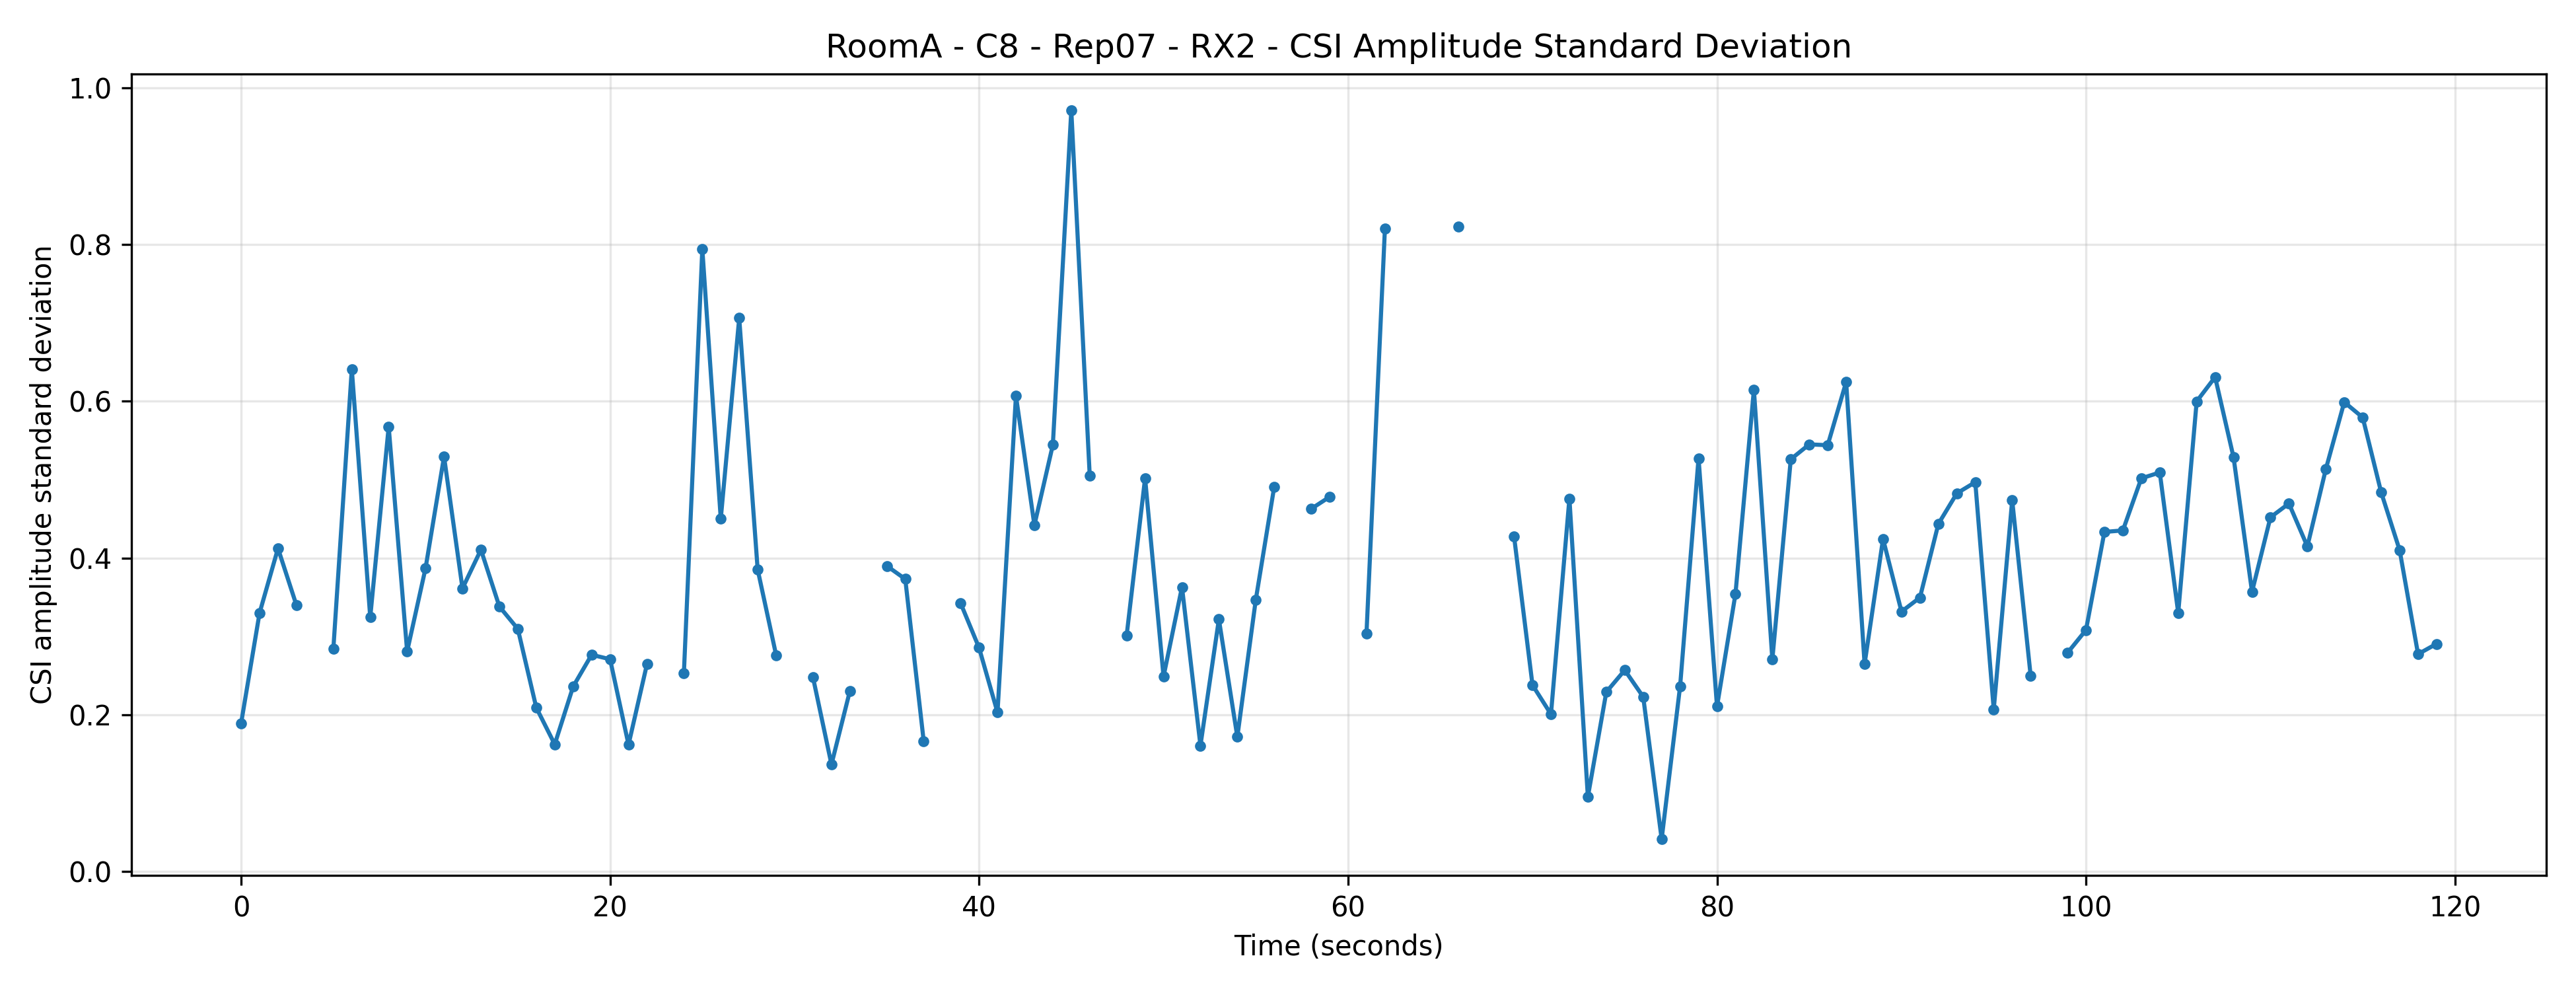 RoomA - C8 - Rep07 - RX2 - CSI Amplitude Standard Deviation
1.0
0.8
0.6
0.4
0.2
0.0
CSI amplitude standard deviation
0 20 40 60 80 100 120
Time (seconds)